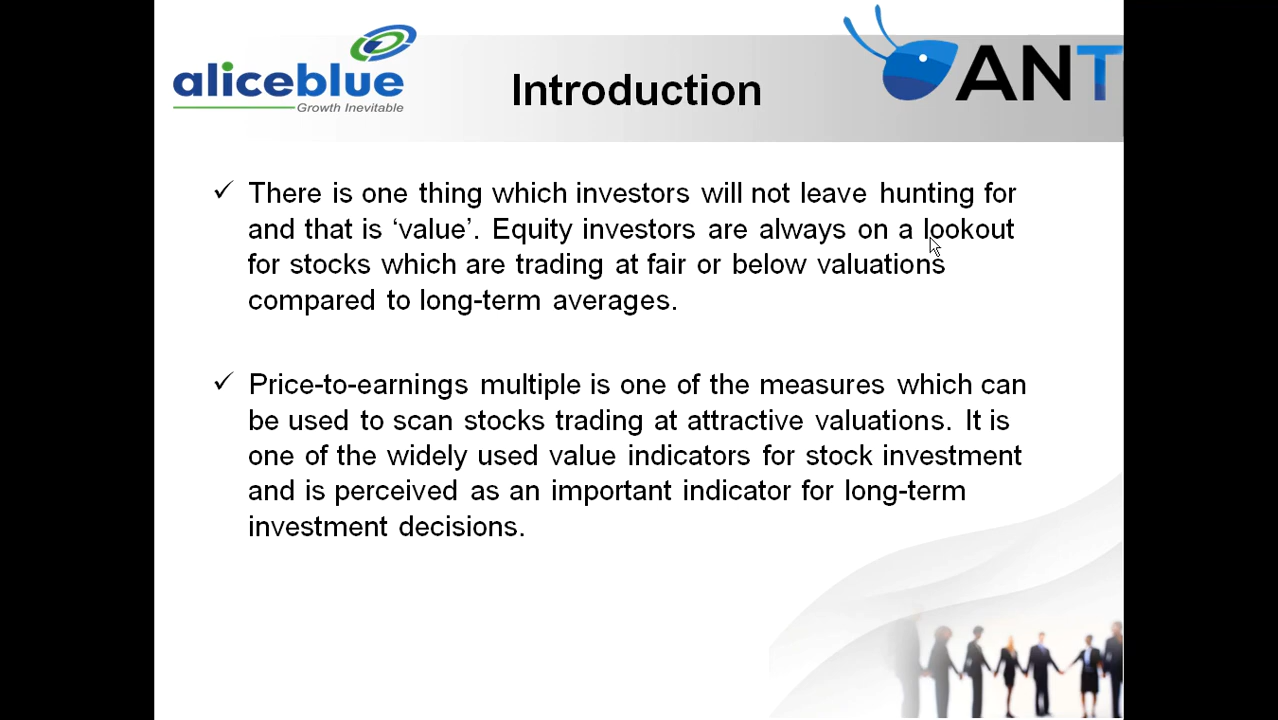 aliceblue
Growth Inevitable
Introduction
ANT
There is one thing which investors will not leave hunting for
and that is ‘value’. Equity investors are always on a lookout
for stocks which are trading at fair or below valuations
compared to long-term averages.
Price-to-earnings multiple is one of the measures which can
be used to scan stocks trading at attractive valuations. It is
one of the widely used value indicators for stock investment
and is perceived as an important indicator for long-term
investment decisions.